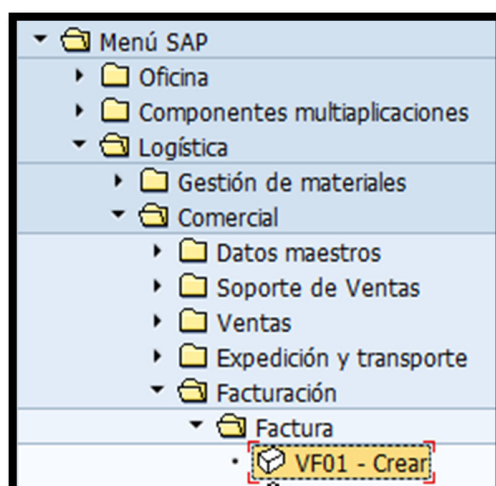 Menú SAP
Oficina
Componentes multiaplicaciones
Logística
Gestión de materiales
Comercial
Datos maestros
Soporte de Ventas
Ventas
Expedición y transporte
Facturación
Factura
VF01 - Crear